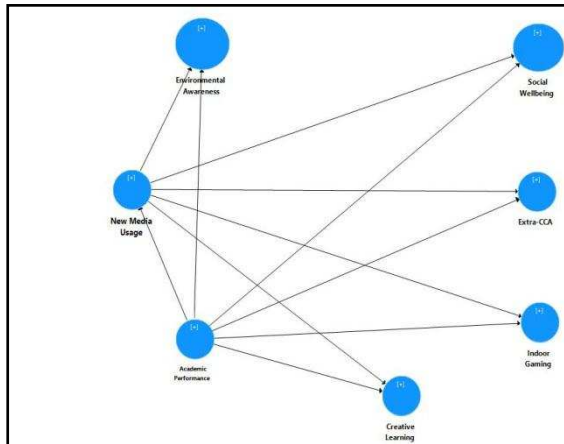 [+]
Environmental
Awareness
[+]
Social
Wellbeing
[+]
New Media
Usage
[+]
Extra-CCA
[+]
Academic
Performance
[+]
Indoor
Gaming
[+]
Creative
Learning